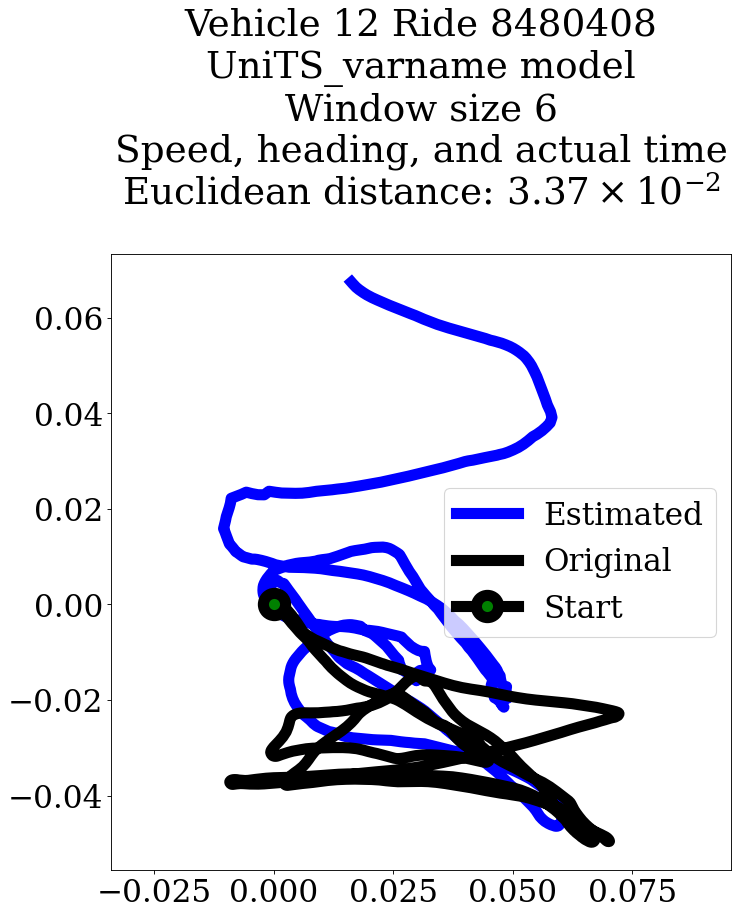 Vehicle 12 Ride 8480408
UniTS_varname model
Window size 6
Speed, heading, and actual time
Euclidean distance: 3.37 × 10⁻²
0.06
0.04
0.02
0.00
−0.02
−0.04
Estimated
Original
Start
−0.025 0.000 0.025 0.050 0.075